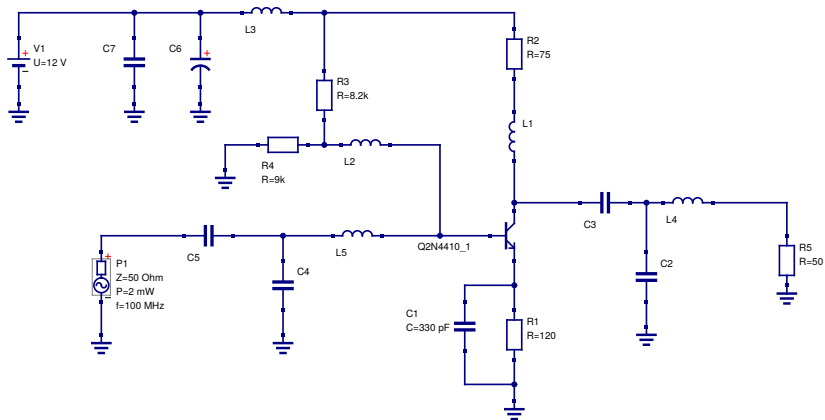 V1
U=12 V
C7
C6
L3
R2
R=75
R3
R=8.2k
L1
R4
R=9k
L2
Q2N4410_1
C3
L4
R5
R=50
C5
L5
C4
C2
P1
Z=50 Ohm
P=2 mW
f=100 MHz
C1
C=330 pF
R1
R=120